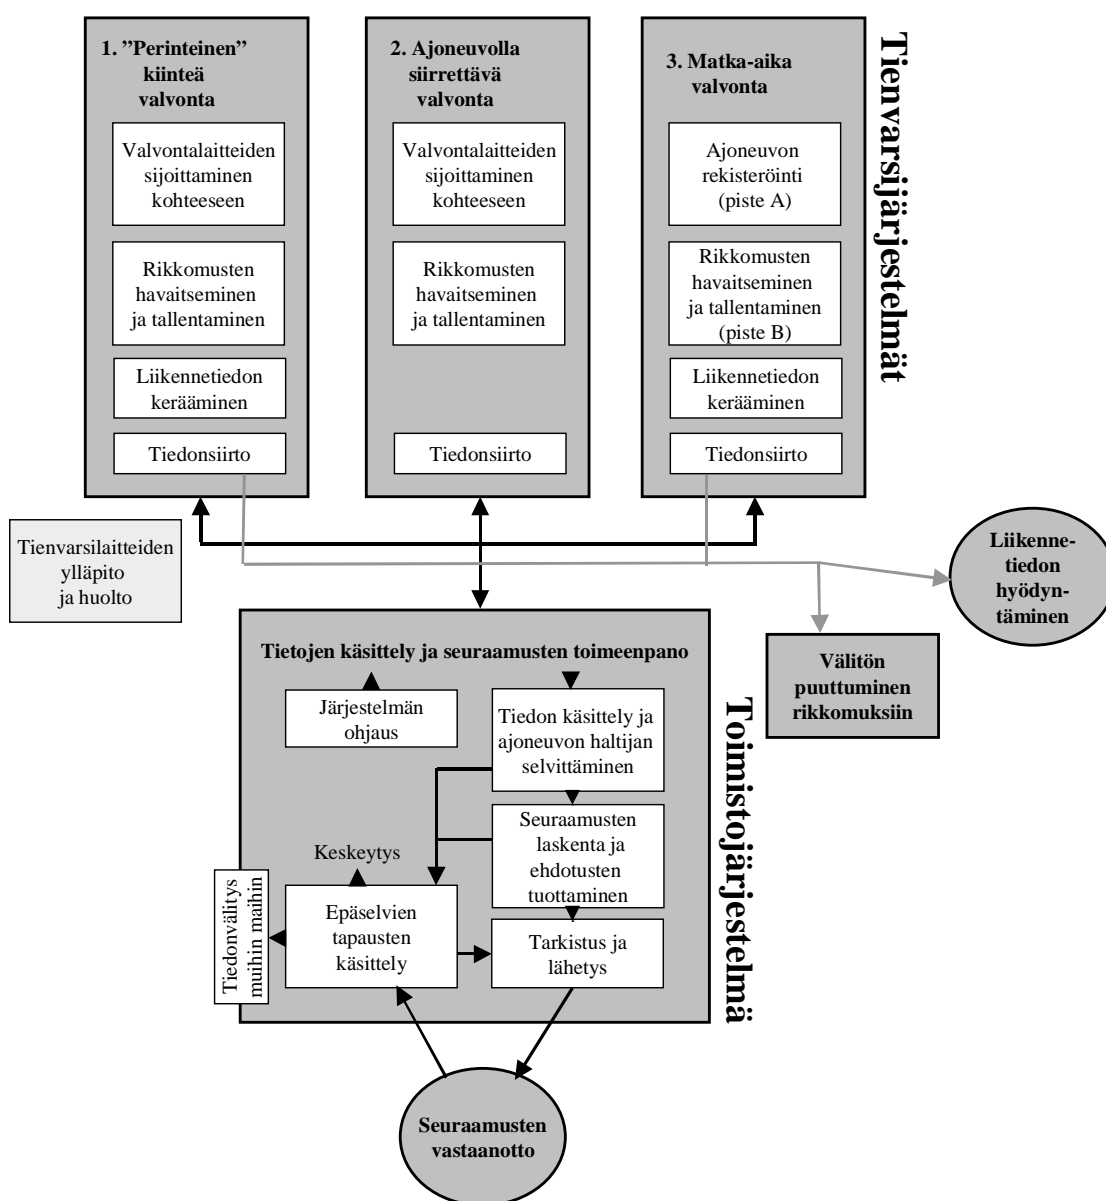 1. ”Perinteinen”
kiinteä
valvonta
Valvontalaitteiden
sijoittaminen
kohteeseen
Rikkomusten
havaitseminen
ja tallentaminen
Liikennetiedon
kerääminen
Tiedonsiirto
2. Ajoneuvolla
siirrettävä
valvonta
Valvontalaitteiden
sijoittaminen
kohteeseen
Rikkomusten
havaitseminen
ja tallentaminen
Tiedonsiirto
3. Matka-aika
valvonta
Ajoneuvon
rekisteröinti
(piste A)
Rikkomusten
havaitseminen
ja tallentaminen
(piste B)
Liikennetiedon
kerääminen
Tiedonsiirto
Tienvarsijärjestelmät
Tienvarsilaitteiden
ylläpito
ja huolto
Liikenne-
tiedon
hyödyn-
täminen
Välitön
puuttuminen
rikkomuksiin
Tietojen käsittely ja seuraamusten toimeenpano
Järjestelmän
ohjaus
Tiedon käsittely ja
ajoneuvon haltijan
selvittäminen
Seuraamusten
laskenta ja
ehdotusten
tuottaminen
Keskeytys
Epäselvien
tapausten
käsittely
Tarkistus ja
lähetys
Tiedonvälitys
muihin maihin
Toimistojärjestelmä
Seuraamusten
vastaanotto